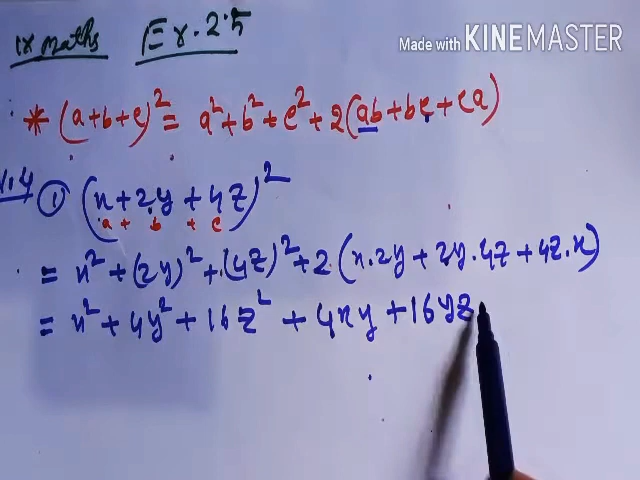 IX Maths Ex. 2.5
Made with KINEMASTER
* (a+b+c)² = a²+b²+c²+2(ab+bc+ca)
① (x+2y+4z)²
a + b + c
= x²+(2y)²+(4z)²+2(x.2y+2y.4z+4z.x)
= x²+4y²+16z²+4xy+16yz